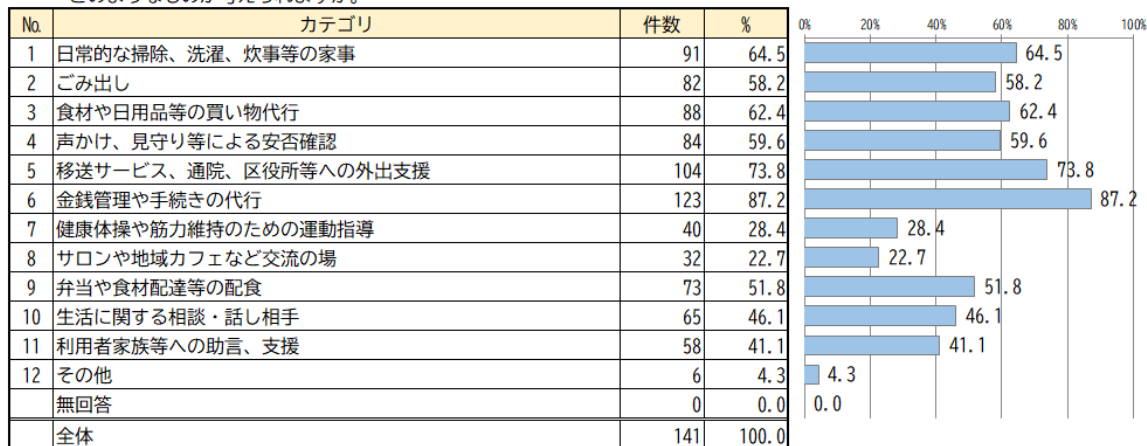 No. カテゴリ 件数 % 0% 20% 40% 60% 80% 100%
1 日常的な掃除、洗濯、炊事等の家事 91 64.5 64.5
2 ごみ出し 82 58.2 58.2
3 食材や日用品等の買い物代行 88 62.4 62.4
4 声かけ、見守り等による安否確認 84 59.6 59.6
5 移送サービス、通院、区役所等への外出支援 104 73.8 73.8
6 金銭管理や手続きの代行 123 87.2 87.2
7 健康体操や筋力維持のための運動指導 40 28.4 28.4
8 サロンや地域カフェなど交流の場 32 22.7 22.7
9 弁当や食材配達等の配食 73 51.8 51.8
10 生活に関する相談・話し相手 65 46.1 46.1
11 利用者家族等への助言、支援 58 41.1 41.1
12 その他 6 4.3 4.3
無回答 0 0.0 0.0
全体 141 100.0